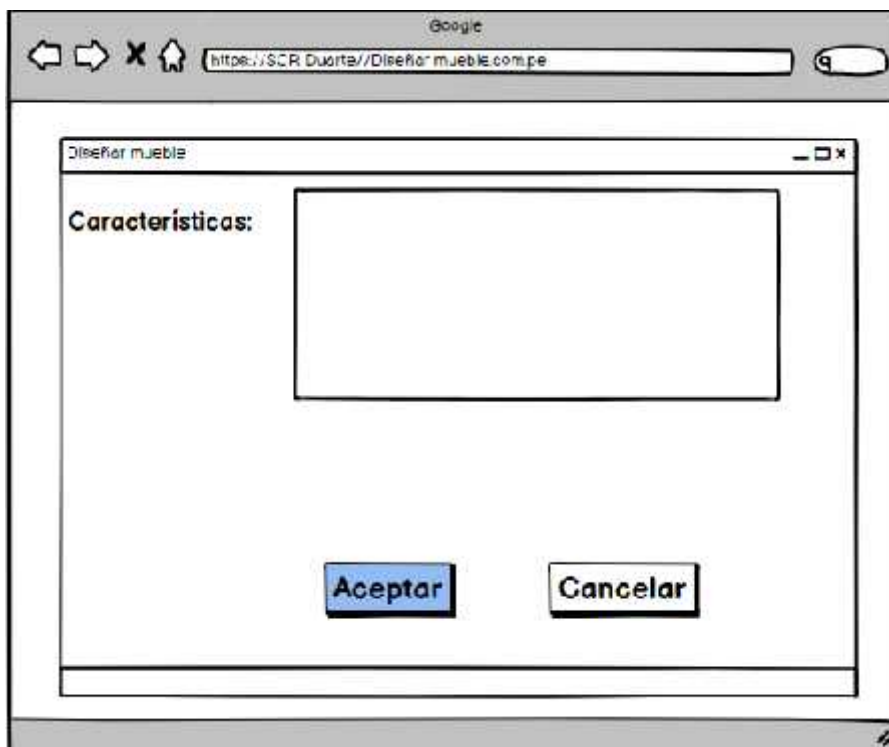 Google
https://SCR Duarte//Diseñar mueble.com.pe
Diseñar mueble
Características:
Aceptar
Cancelar